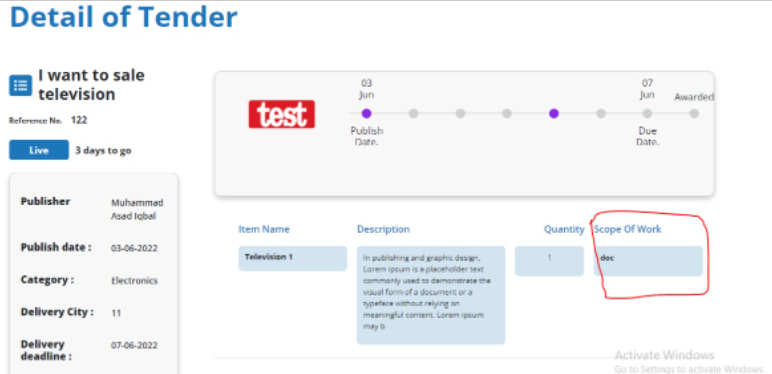 Detail of Tender
I want to sale
television
Reference No. 122
Live 3 days to go
Publisher Muhammad
Asad Iqbal
Publish date : 03-06-2022
Category : Electronics
Delivery City : 11
Delivery 07-06-2022
deadline :
test
03
Jun
Publish
Date.
07
Jun
Due
Date.
Awarded
Item Name Description Quantity Scope Of Work
Television 1
In publishing and graphic design,
Lorem ipsum is a placeholder text
commonly used to demonstrate the
visual form of a document or a
typeface without relying on
meaningful content. Lorem ipsum
may b
1
doc
Activate Windows
Go to Settings to activate Windows.